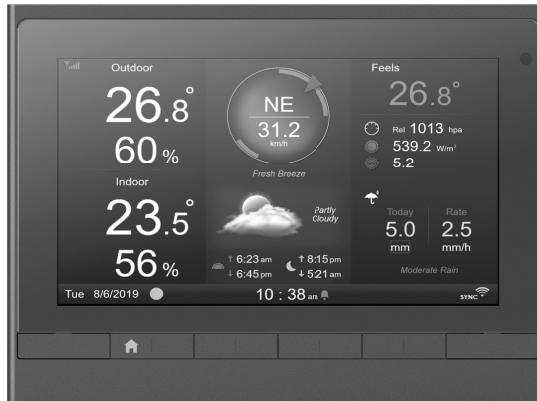 Outdoor
26.8°
60 %
Indoor
23.5°
56 %
NE
31.2
km/h
Fresh Breeze
Partly
Cloudy
↑ 6:23 am
↓ 6:45 pm
↑ 8:15 pm
↓ 5:21 am
Feels
26.8°
Rel 1013 hpa
539.2 W/m²
5.2
Today
5.0
mm
Rate
2.5
mm/h
Moderate Rain
Tue 8/6/2019
10 : 38 am
SYNC